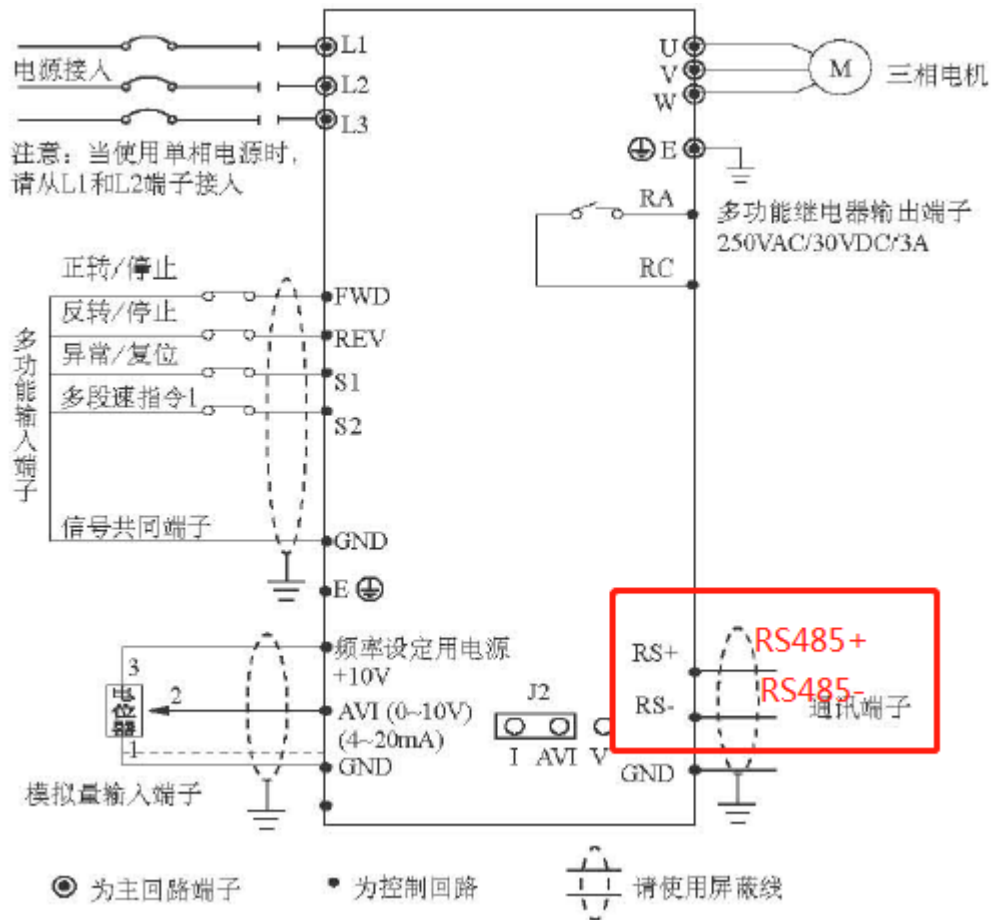 L1
电源接入
L2
L3
注意：当使用单相电源时，
请从L1和L2端子接入
U
V
W
M
三相电机
E
RA
多功能继电器输出端子
250VAC/30VDC/3A
RC
正转/停止
FWD
反转/停止
REV
异常/复位
S1
多段速指令1
S2
多功能输入端子
信号共同端子
GND
E
频率设定用电源
+10V
3
2
1
AVI (0~10V)
(4~20mA)
GND
模拟量输入端子
J2
I AVI V
RS+
RS485+
RS-
RS485-
通讯端子
GND
为主回路端子
为控制回路
请使用屏蔽线